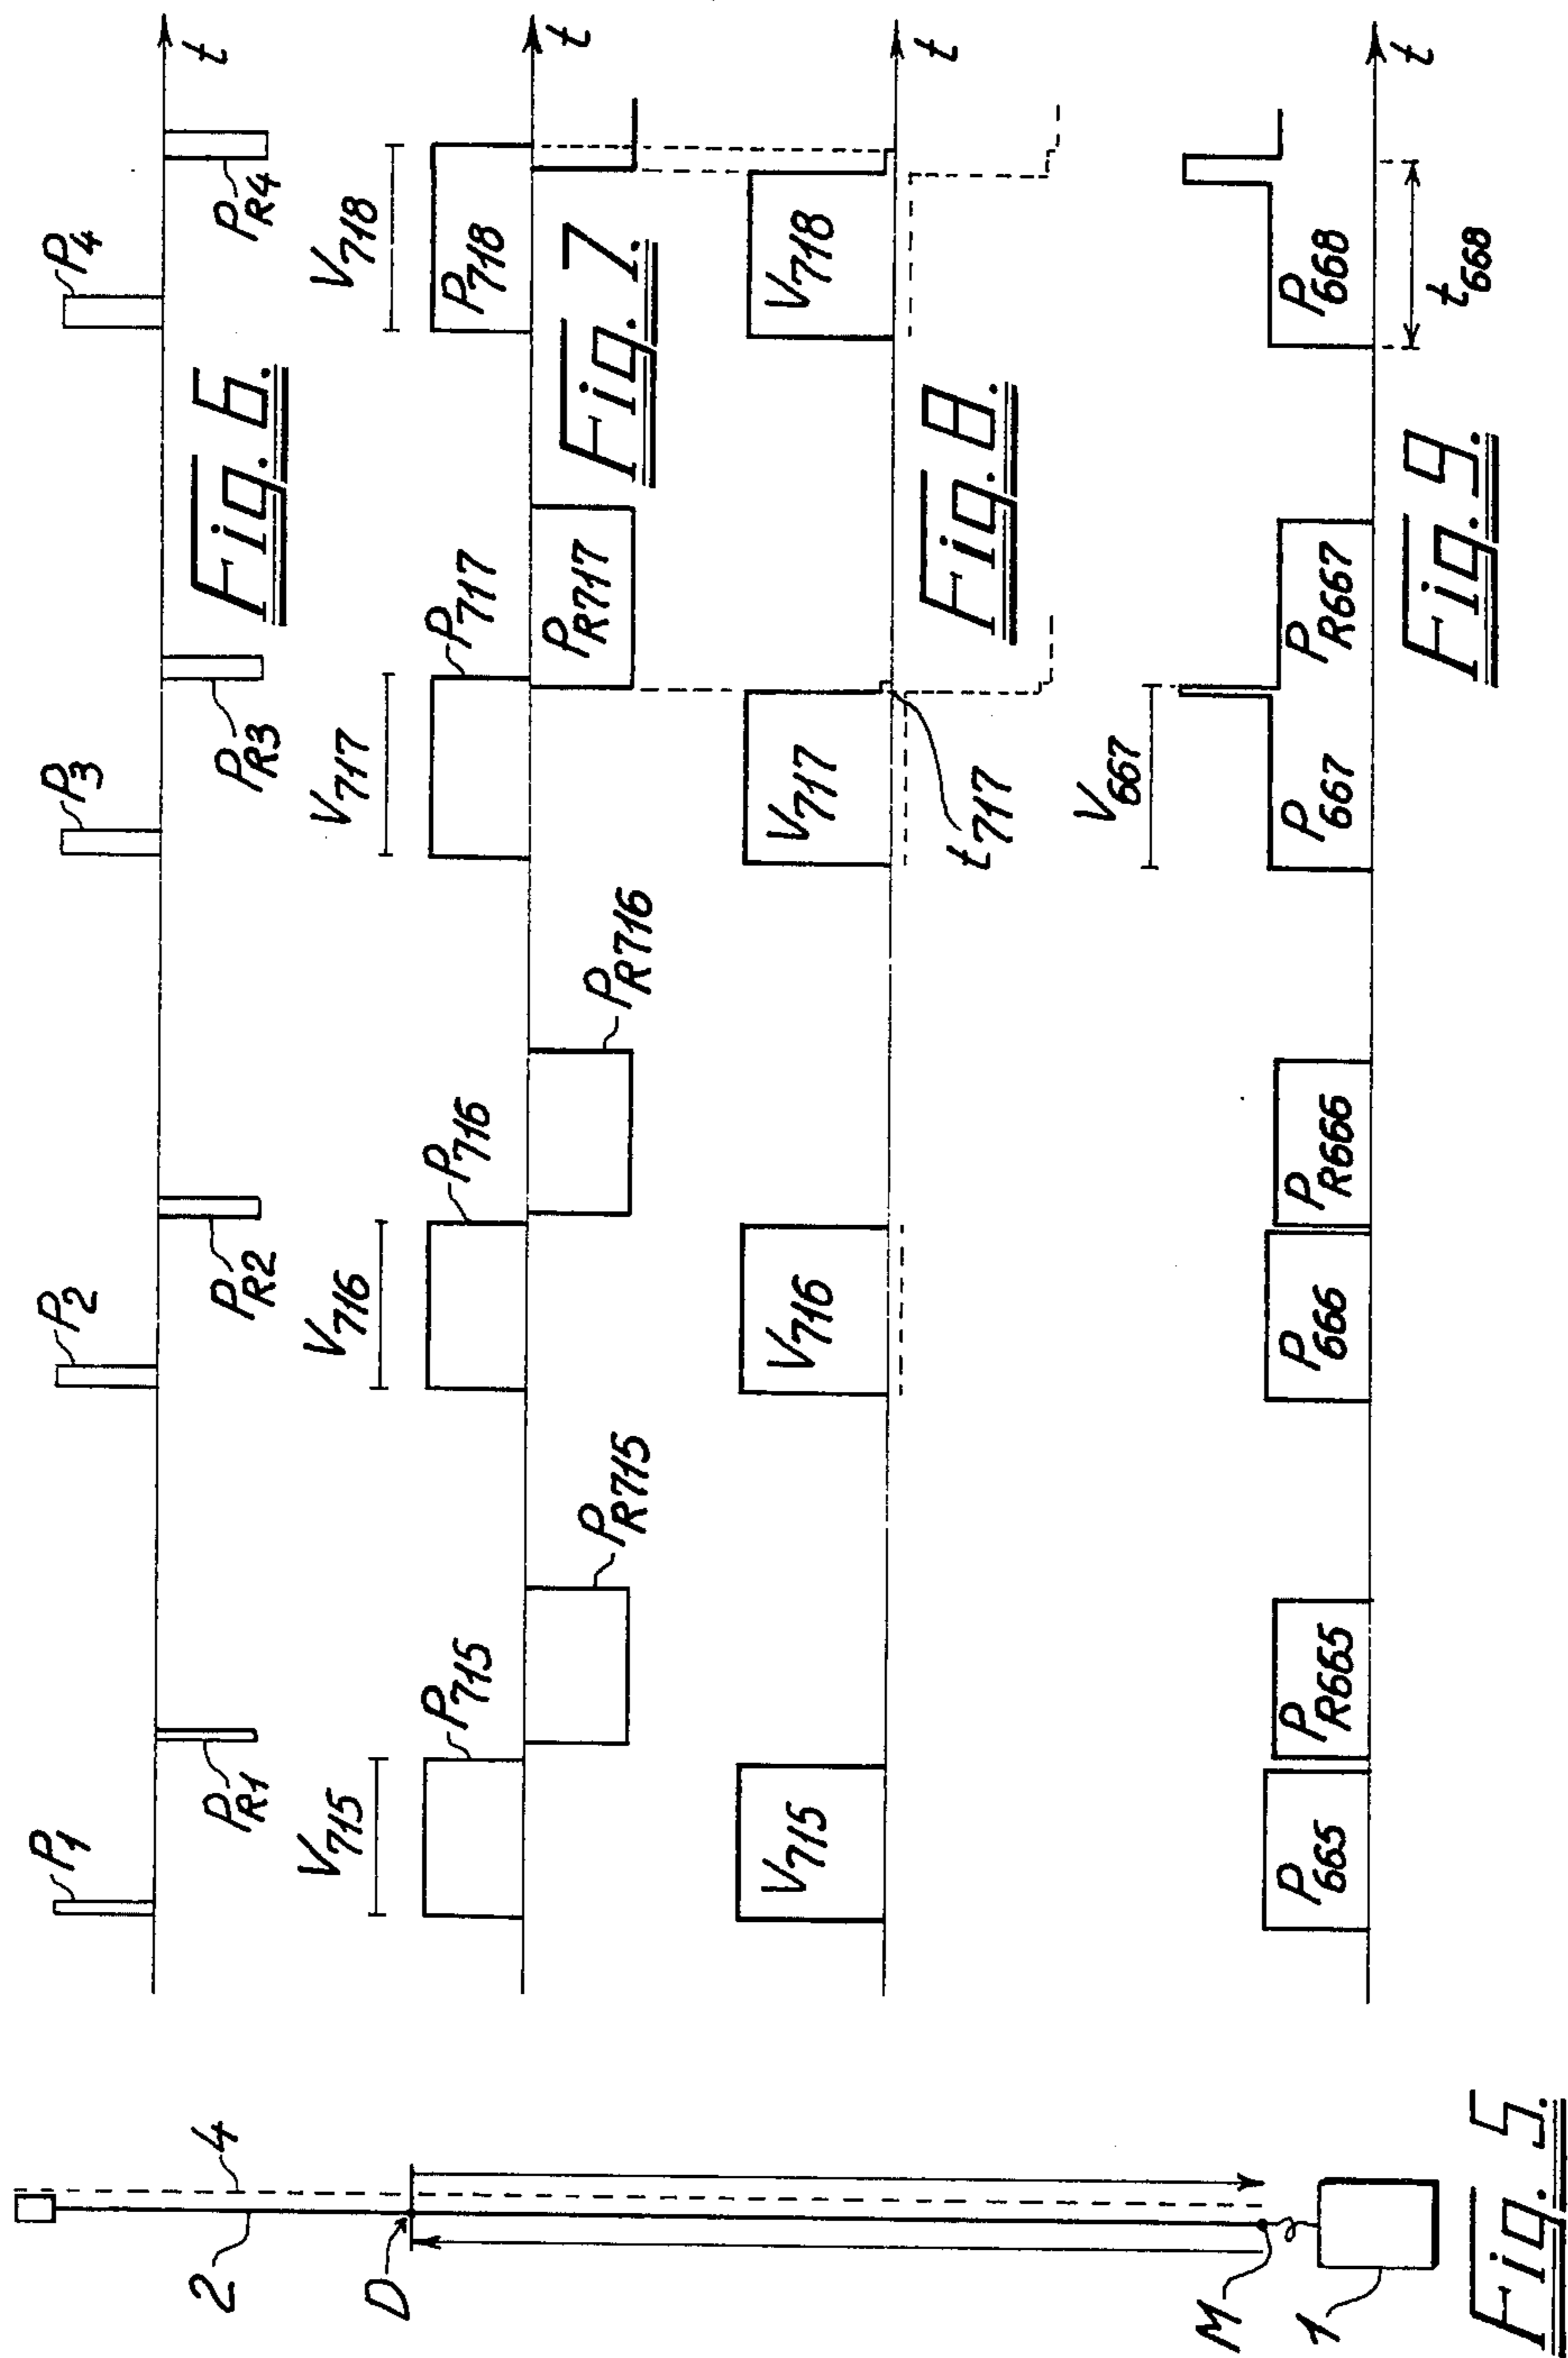 P1
PR1
P2
PR2
P3
PR3
P4
PR4
t
Fig. 6.
V715
P715
PR715
V716
P716
PR716
V717
P717
PR717
V718
P718
t
Fig. 7.
V715
V716
V717
t717
V718
t
Fig. 8.
P665
PR665
P666
PR666
V667
P667
PR667
P668
t668
t
Fig. 9.
2
4
D
M
1
Fig. 5.